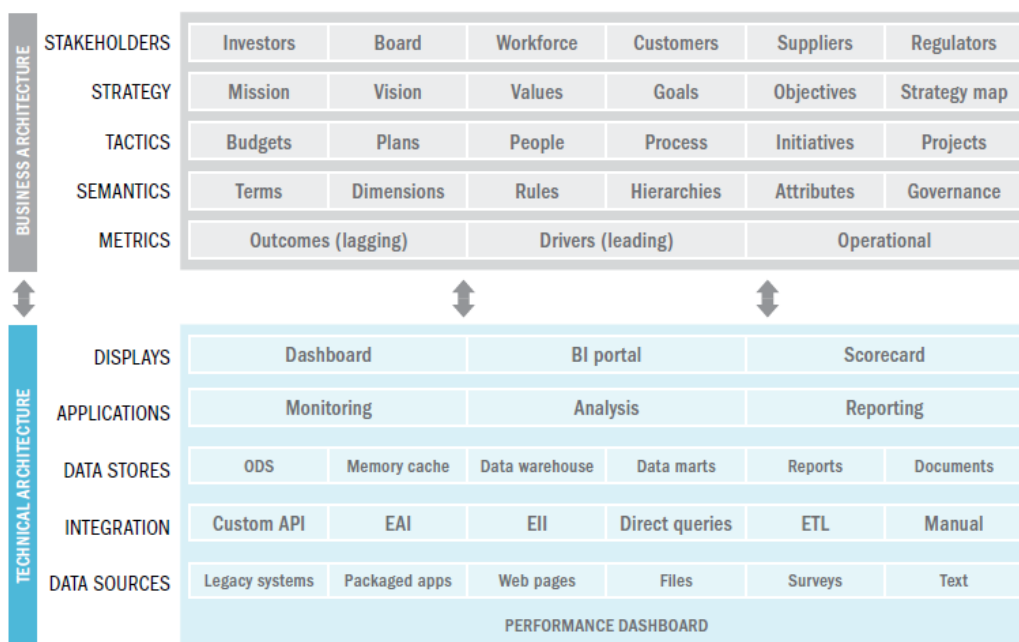 BUSINESS ARCHITECTURE
STAKEHOLDERS Investors Board Workforce Customers Suppliers Regulators
STRATEGY Mission Vision Values Goals Objectives Strategy map
TACTICS Budgets Plans People Process Initiatives Projects
SEMANTICS Terms Dimensions Rules Hierarchies Attributes Governance
METRICS Outcomes (lagging) Drivers (leading) Operational
TECHNICAL ARCHITECTURE
DISPLAYS Dashboard BI portal Scorecard
APPLICATIONS Monitoring Analysis Reporting
DATA STORES ODS Memory cache Data warehouse Data marts Reports Documents
INTEGRATION Custom API EAI EII Direct queries ETL Manual
DATA SOURCES Legacy systems Packaged apps Web pages Files Surveys Text
PERFORMANCE DASHBOARD